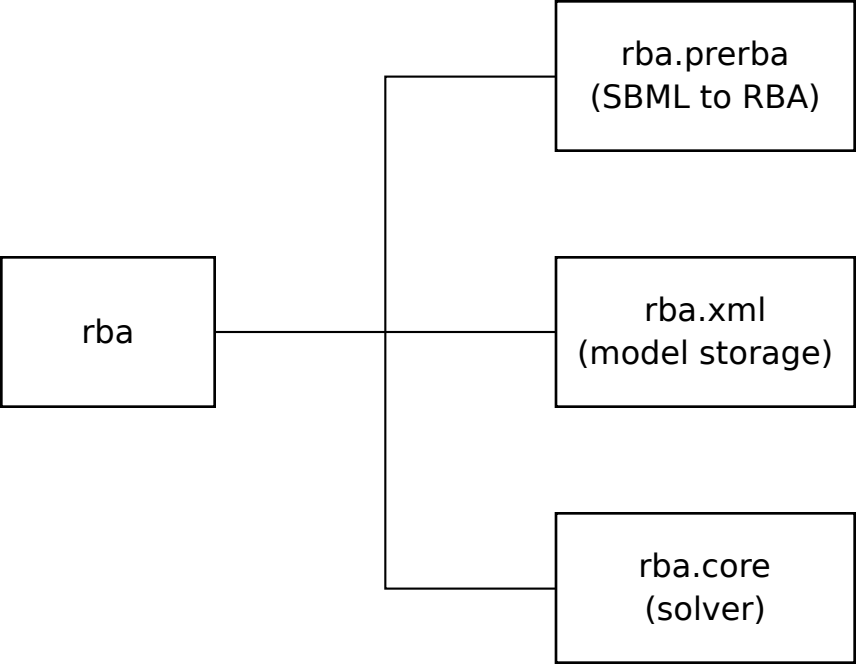 rba.prerba
(SBML to RBA)
rba
rba.xml
(model storage)
rba.core
(solver)